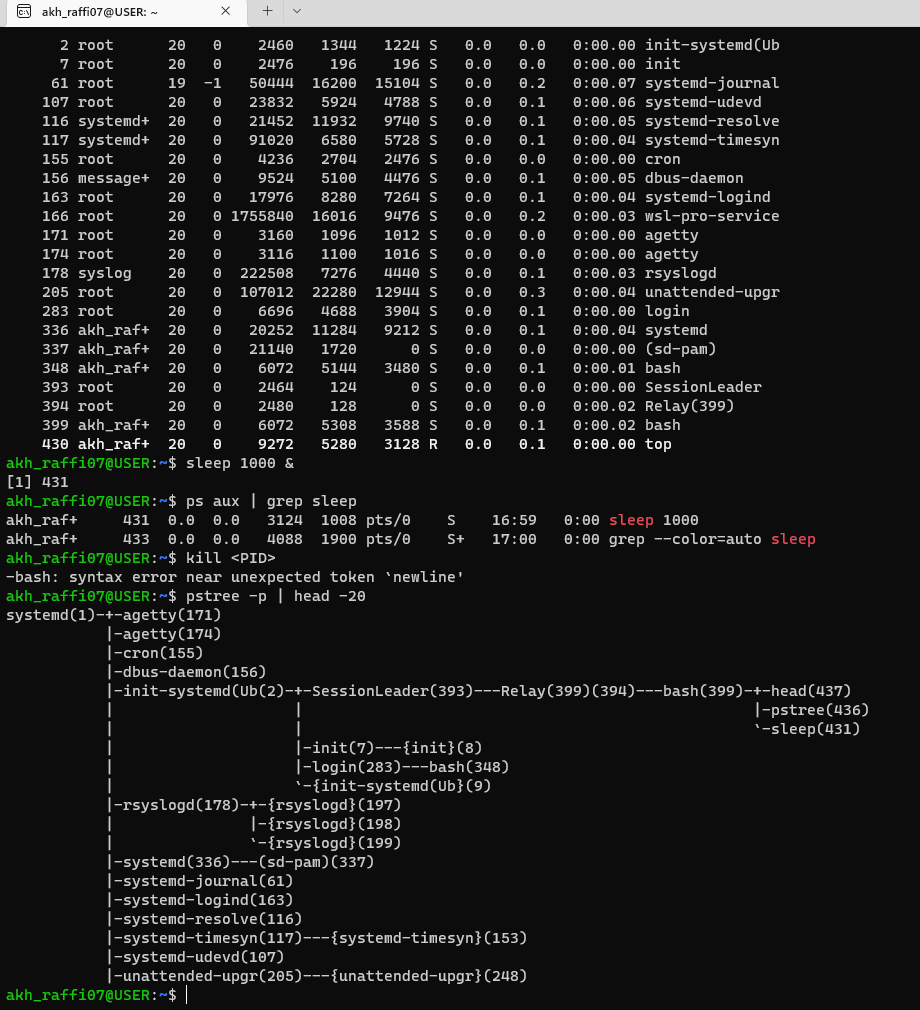 akh_raffi07@USER: ~
      2 root      20   0    2460   1344   1224 S   0.0   0.0   0:00.00 init-systemd(Ub
      7 root      20   0    2476    196    196 S   0.0   0.0   0:00.00 init
     61 root      19  -1   50444  16200  15104 S   0.0   0.2   0:00.07 systemd-journal
    107 root      20   0   23832   5924   4788 S   0.0   0.1   0:00.06 systemd-udevd
    116 systemd+  20   0   21452  11932   9740 S   0.0   0.1   0:00.05 systemd-resolve
    117 systemd+  20   0   91020   6580   5728 S   0.0   0.1   0:00.04 systemd-timesyn
    155 root      20   0    4236   2704   2476 S   0.0   0.0   0:00.00 cron
    156 message+  20   0    9524   5100   4476 S   0.0   0.1   0:00.05 dbus-daemon
    163 root      20   0   17976   8280   7264 S   0.0   0.1   0:00.04 systemd-logind
    166 root      20   0 1755840  16016   9476 S   0.0   0.2   0:00.03 wsl-pro-service
    171 root      20   0    3160   1096   1012 S   0.0   0.0   0:00.00 agetty
    174 root      20   0    3116   1100   1016 S   0.0   0.0   0:00.00 agetty
    178 syslog    20   0  222508   7276   4440 S   0.0   0.1   0:00.03 rsyslogd
    205 root      20   0  107012  22280  12944 S   0.0   0.3   0:00.04 unattended-upgr
    283 root      20   0    6696   4688   3904 S   0.0   0.1   0:00.00 login
    336 akh_raf+  20   0   20252  11284   9212 S   0.0   0.1   0:00.04 systemd
    337 akh_raf+  20   0   21140   1720      0 S   0.0   0.0   0:00.00 (sd-pam)
    348 akh_raf+  20   0    6072   5144   3480 S   0.0   0.1   0:00.01 bash
    393 root      20   0    2464    124      0 S   0.0   0.0   0:00.00 SessionLeader
    394 root      20   0    2480    128      0 S   0.0   0.0   0:00.02 Relay(399)
    399 akh_raf+  20   0    6072   5308   3588 S   0.0   0.1   0:00.02 bash
    430 akh_raf+  20   0    9272   5280   3128 R   0.0   0.1   0:00.00 top
akh_raffi07@USER:~$ sleep 1000 &
[1] 431
akh_raffi07@USER:~$ ps aux | grep sleep
akh_raf+     431  0.0  0.0   3124  1008 pts/0    S    16:59   0:00 sleep 1000
akh_raf+     433  0.0  0.0   4088  1900 pts/0    S+   17:00   0:00 grep --color=auto sleep
akh_raffi07@USER:~$ kill <PID>
-bash: syntax error near unexpected token `newline'
akh_raffi07@USER:~$ pstree -p | head -20
systemd(1)-+-agetty(171)
           |-agetty(174)
           |-cron(155)
           |-dbus-daemon(156)
           |-init-systemd(Ub(2)-+-SessionLeader(393)---Relay(399)(394)---bash(399)-+-head(437)
           |                    |                                                  |-pstree(436)
           |                    |                                                  `-sleep(431)
           |                    |-init(7)---{init}(8)
           |                    |-login(283)---bash(348)
           |                    `-{init-systemd(Ub}(9)
           |-rsyslogd(178)-+-{rsyslogd}(197)
           |               |-{rsyslogd}(198)
           |               `-{rsyslogd}(199)
           |-systemd(336)---(sd-pam)(337)
           |-systemd-journal(61)
           |-systemd-logind(163)
           |-systemd-resolve(116)
           |-systemd-timesyn(117)---{systemd-timesyn}(153)
           |-systemd-udevd(107)
           |-unattended-upgr(205)---{unattended-upgr}(248)
akh_raffi07@USER:~$